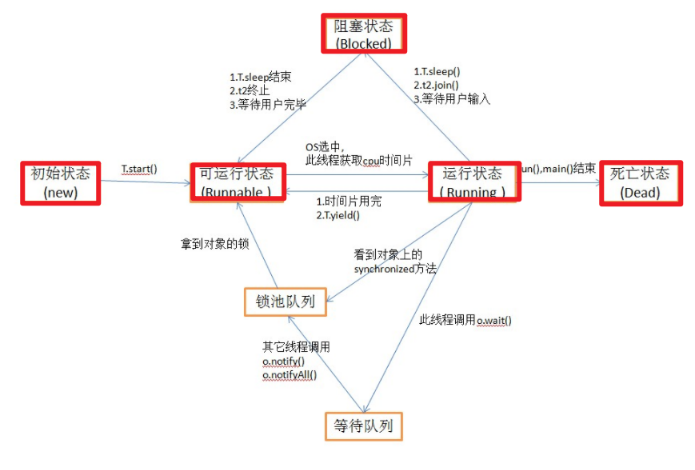 阻塞状态
(Blocked)
1.T.sleep结束
2.t2终止
3.等待用户完毕
1.T.sleep()
2.t2.join()
3.等待用户输入
OS选中,
此线程获取cpu时间片
初始状态
(new)
T.start()
可运行状态
(Runnable )
运行状态
( Running )
un(),main()结束
死亡状态
(Dead)
1.时间片用完
2.T.yield()
拿到对象的锁
看到对象上的
synchronized方法
锁池队列
此线程调用o.wait()
其它线程调用
o.notify()
o.notifyAll()
等待队列